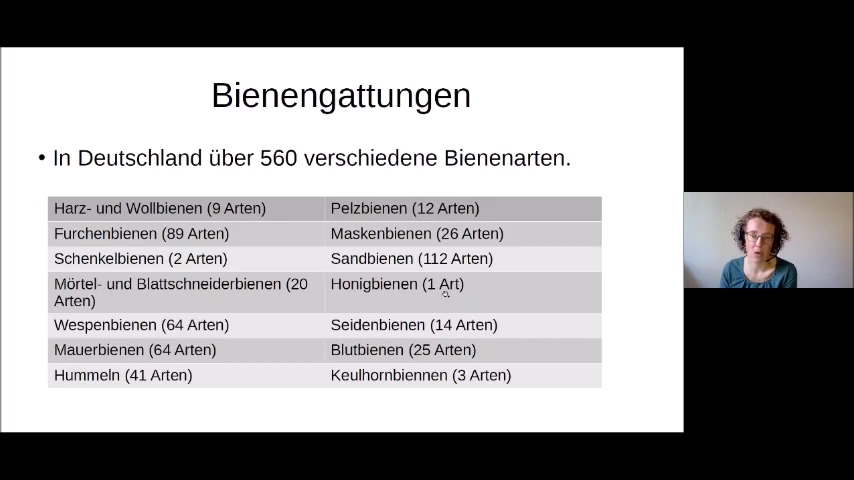 Bienengattungen
• In Deutschland über 560 verschiedene Bienenarten.
Harz- und Wollbienen (9 Arten) Pelzbienen (12 Arten)
Furchenbienen (89 Arten) Maskenbienen (26 Arten)
Schenkelbienen (2 Arten) Sandbienen (112 Arten)
Mörtel- und Blattschneiderbienen (20 Honigbienen (1 Art)
Arten)
Wespenbienen (64 Arten) Seidenbienen (14 Arten)
Mauerbienen (64 Arten) Blutbienen (25 Arten)
Hummeln (41 Arten) Keulhornbiennen (3 Arten)